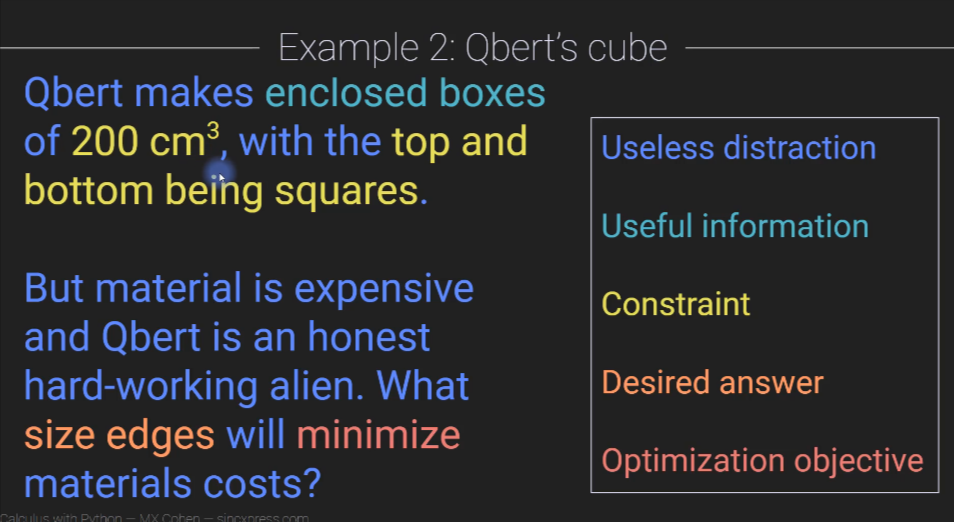 Example 2: Qbert's cube
Qbert makes enclosed boxes
of 200 cm³, with the top and
bottom being squares.
But material is expensive
and Qbert is an honest
hard-working alien. What
size edges will minimize
materials costs?
Useless distraction
Useful information
Constraint
Desired answer
Optimization objective
Calculus with Python — MX Cohen — sincxpress.com